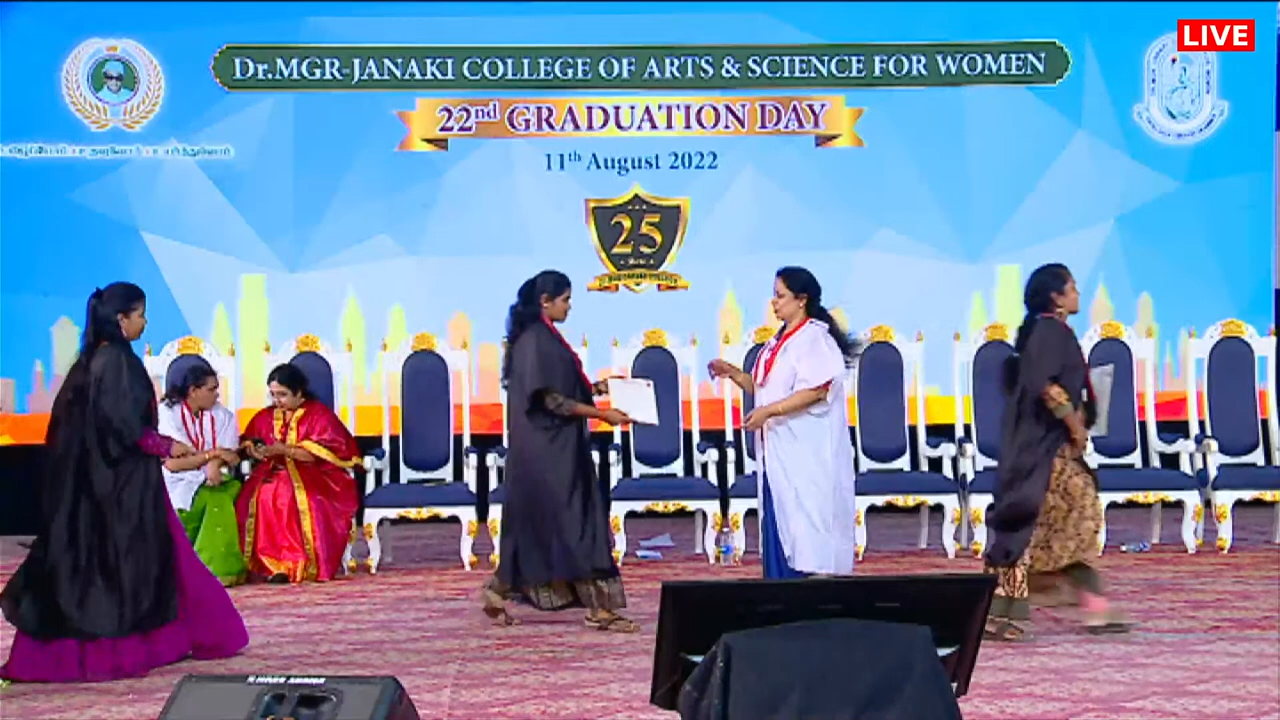 LIVE
Dr.MGR-JANAKI COLLEGE OF ARTS & SCIENCE FOR WOMEN
22nd GRADUATION DAY
11th August 2022
25